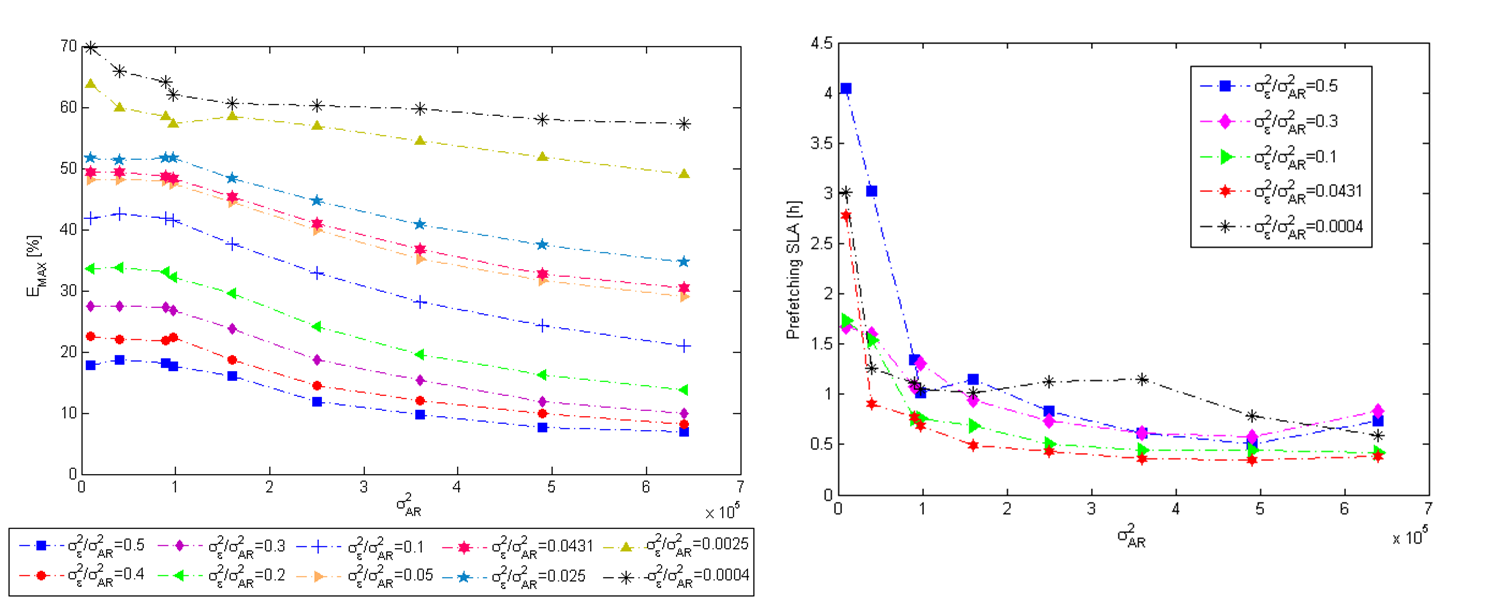 70
60
50
40
30
20
10
0
E_MAX [%]
0 1 2 3 4 5 6 7
σ²_AR
× 10⁵
σ²_ε/σ²_AR=0.5
σ²_ε/σ²_AR=0.3
σ²_ε/σ²_AR=0.1
σ²_ε/σ²_AR=0.0431
σ²_ε/σ²_AR=0.0025
σ²_ε/σ²_AR=0.4
σ²_ε/σ²_AR=0.2
σ²_ε/σ²_AR=0.05
σ²_ε/σ²_AR=0.025
σ²_ε/σ²_AR=0.0004
4.5
4
3.5
3
2.5
2
1.5
1
0.5
0
Prefetching SLA [h]
σ²_ε/σ²_AR=0.5
σ²_ε/σ²_AR=0.3
σ²_ε/σ²_AR=0.1
σ²_ε/σ²_AR=0.0431
σ²_ε/σ²_AR=0.0004
0 1 2 3 4 5 6 7
σ²_AR
× 10⁵